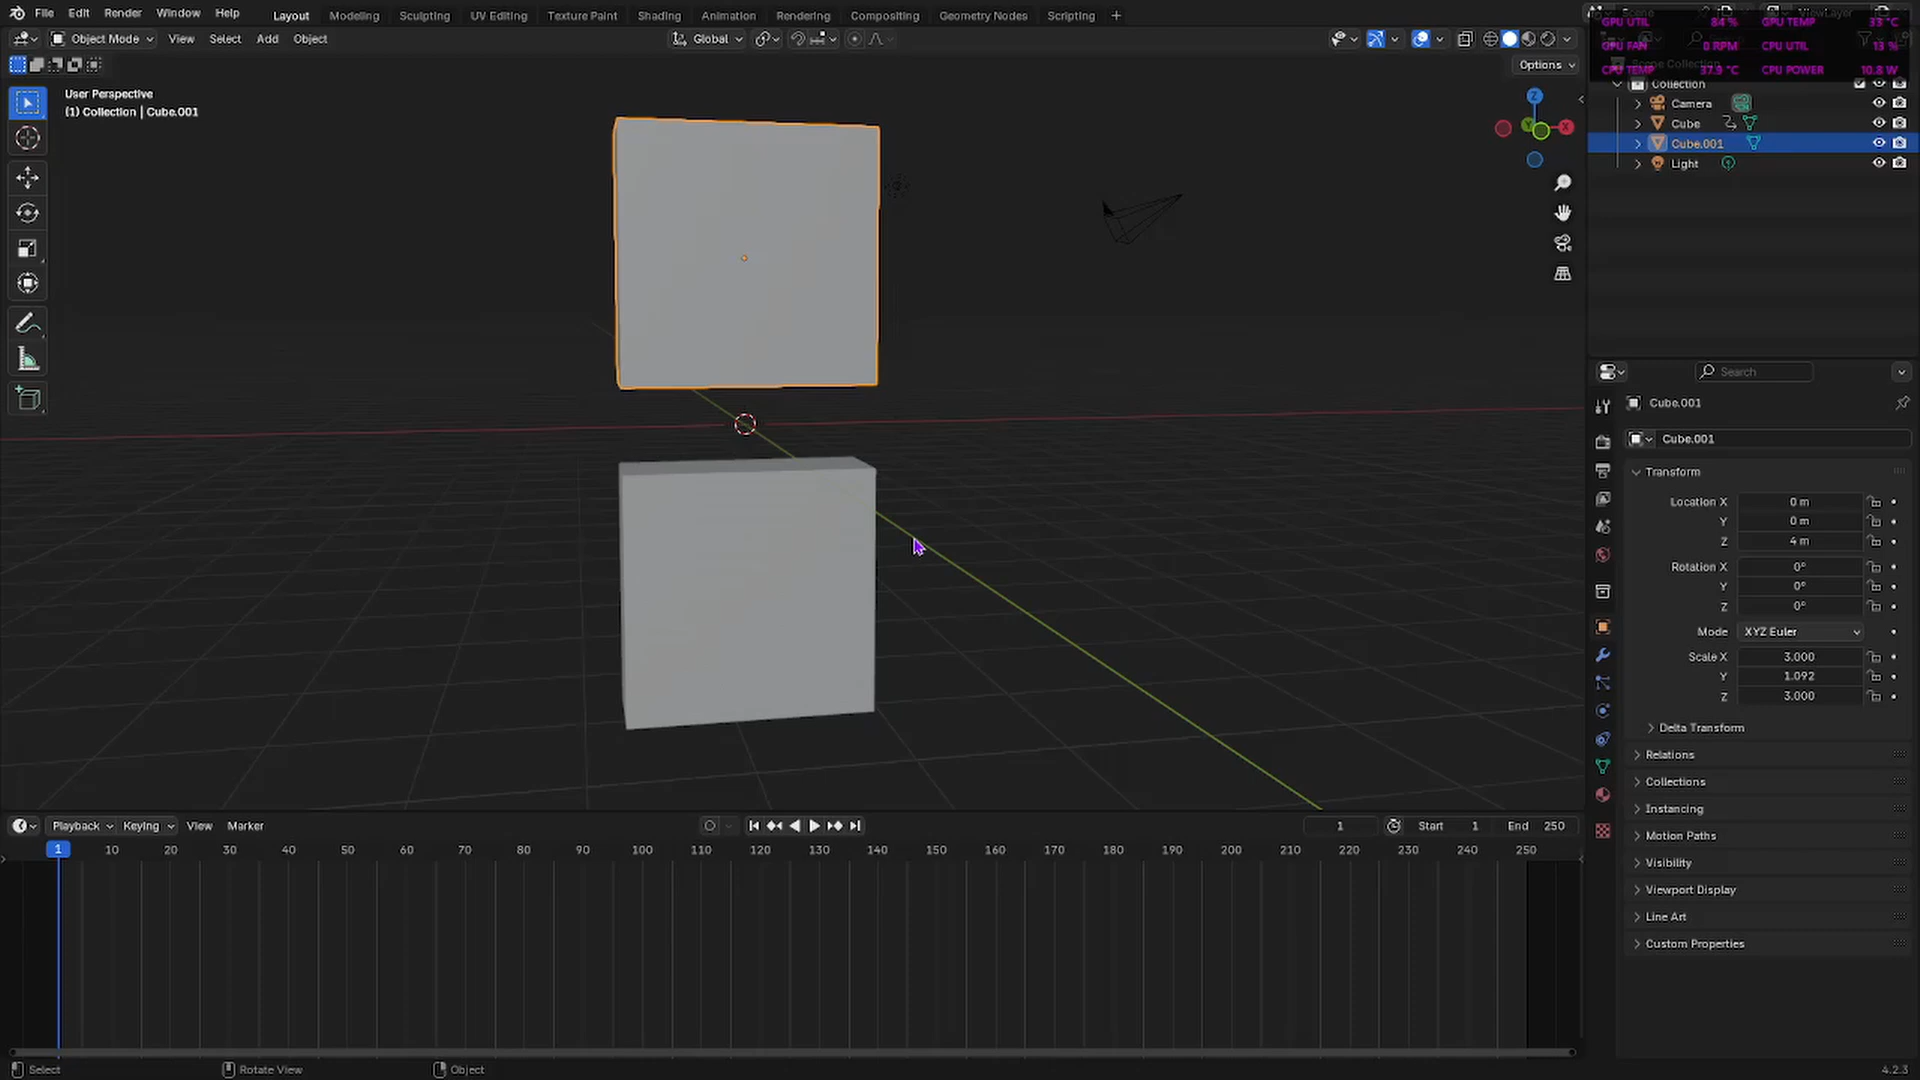 File Edit Render Window Help Layout Modeling Sculpting UV Editing Texture Paint Shading Animation Rendering Compositing Geometry Nodes Scripting +
Scene ViewLayer
GPU UTIL 84 % GPU TEMP 33 °C
Object Mode View Select Add Object Global
GPU FAN 0 RPM CPU UTIL 13 %
Options
Scene Collection
CPU TEMP 37.9 °C CPU POWER 10.8 W
User Perspective
(1) Collection | Cube.001
Z
X
Y
Collection
Camera
Cube
Cube.001
Light
Search
Cube.001
Cube.001
Transform
Location X 0 m
Y 0 m
Z 4 m
Rotation X 0°
Y 0°
Z 0°
Mode XYZ Euler
Scale X 3.000
Y 1.092
Z 3.000
Delta Transform
Relations
Collections
Instancing
Motion Paths
Visibility
Viewport Display
Line Art
Custom Properties
Playback Keying View Marker 1 Start 1 End 250
1 10 20 30 40 50 60 70 80 90 100 110 120 130 140 150 160 170 180 190 200 210 220 230 240 250
Select Rotate View Object 4.2.3